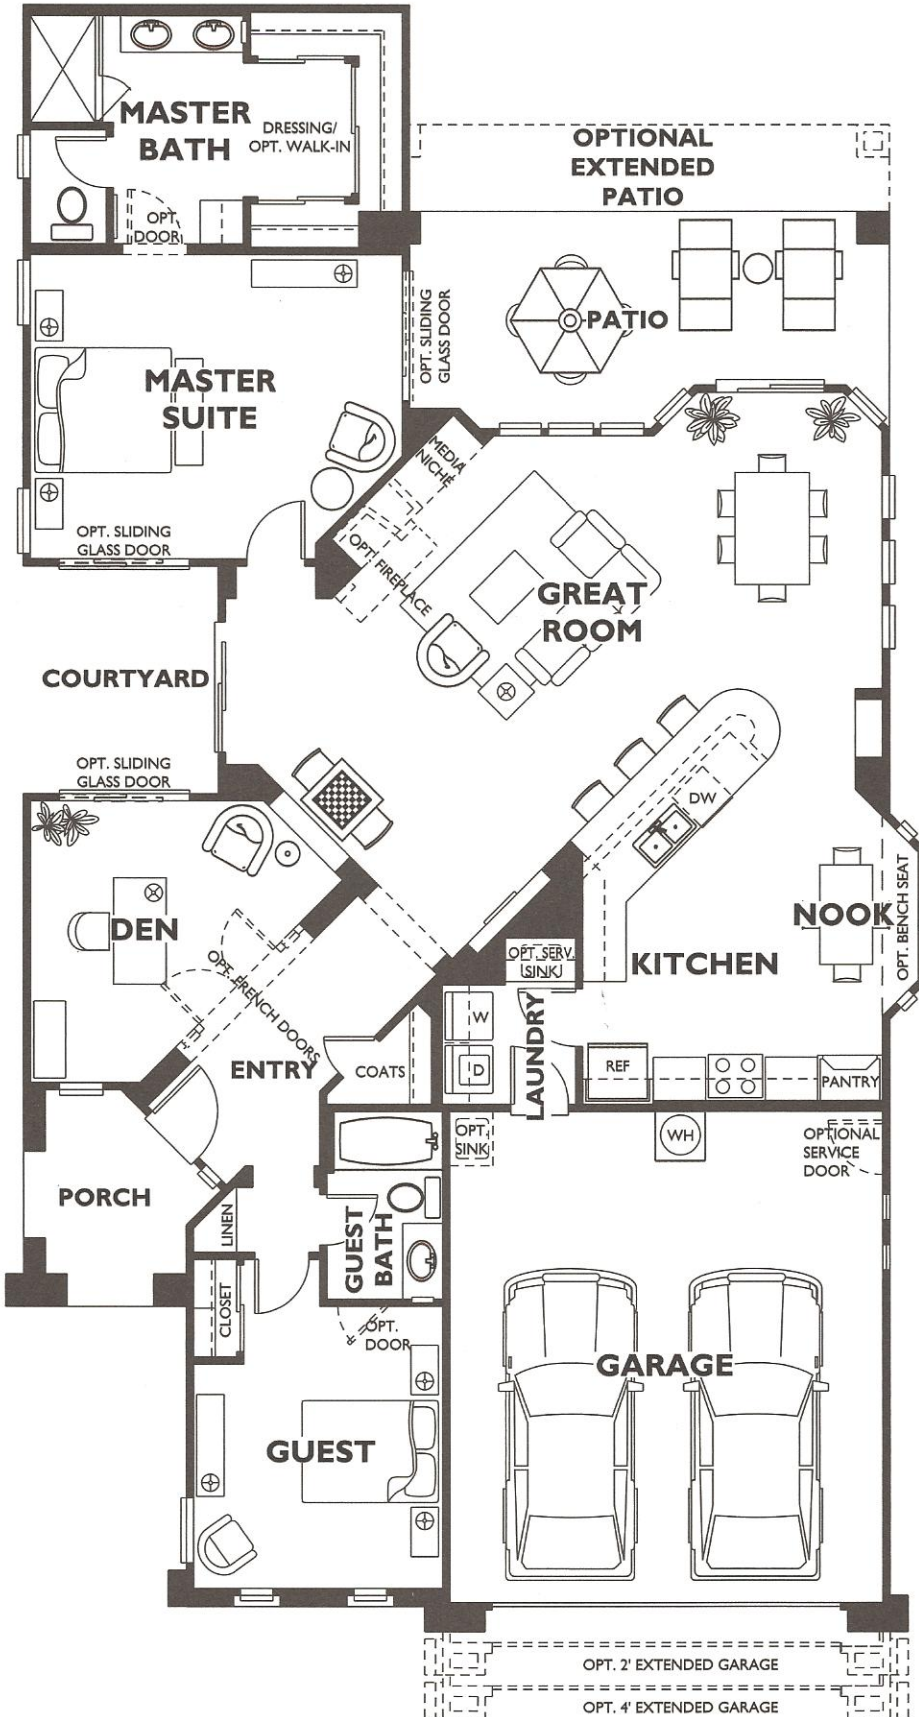 MASTER
BATH
DRESSING/
OPT. WALK-IN
OPTIONAL
EXTENDED
PATIO
OPT.
DOOR
OPT. SLIDING
GLASS DOOR
PATIO
MASTER
SUITE
MEDIA
NICHE
OPT. SLIDING
GLASS DOOR
OPT. FIREPLACE
GREAT
ROOM
COURTYARD
OPT. SLIDING
GLASS DOOR
DW
DEN
NOOK
OPT. BENCH SEAT
OPT. FRENCH DOORS
OPT. SERV.
SINK
KITCHEN
W
LAUNDRY
ENTRY
COATS
D
REF
PANTRY
OPT.
SINK
WH
OPTIONAL
SERVICE
DOOR
PORCH
LINEN
GUEST
BATH
CLOSET
OPT.
DOOR
GARAGE
GUEST
OPT. 2' EXTENDED GARAGE
OPT. 4' EXTENDED GARAGE